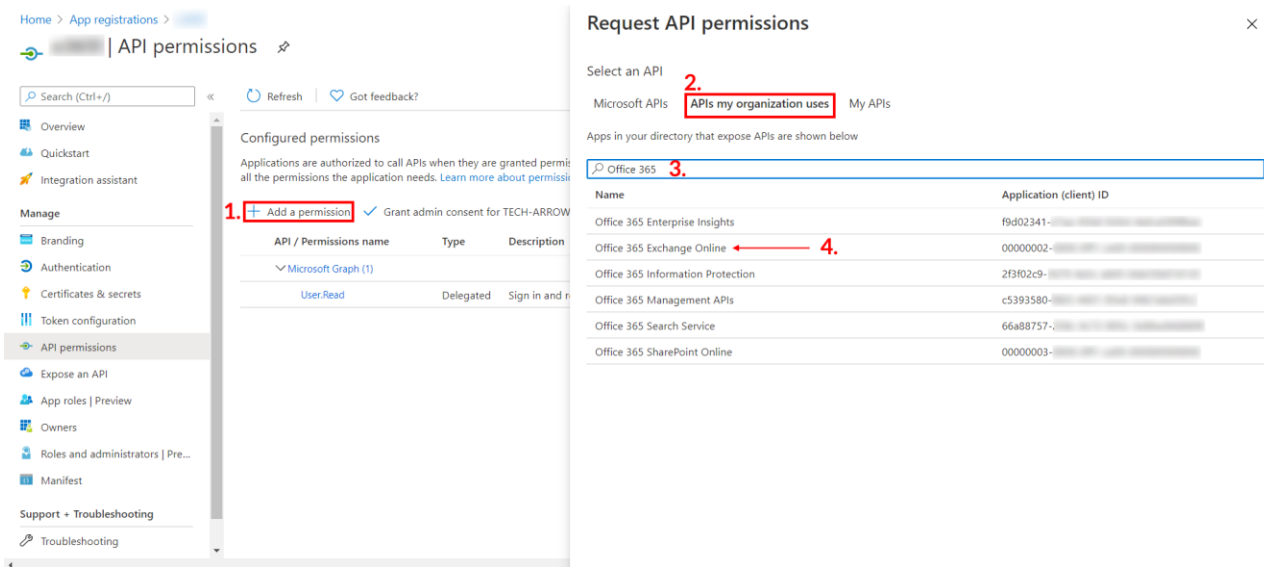 Home > App registrations >
| API permissions
Search (Ctrl+/)
«
Overview
Quickstart
Integration assistant
Manage
Branding
Authentication
Certificates & secrets
Token configuration
API permissions
Expose an API
App roles | Preview
Owners
Roles and administrators | Pre...
Manifest
Support + Troubleshooting
Troubleshooting
Refresh
Got feedback?
Configured permissions
Applications are authorized to call APIs when they are granted permis
all the permissions the application needs. Learn more about permissio
1. + Add a permission
Grant admin consent for TECH-ARROW
API / Permissions name Type Description
Microsoft Graph (1)
User.Read Delegated Sign in and r
Request API permissions
Select an API
2.
Microsoft APIs APIs my organization uses My APIs
Apps in your directory that expose APIs are shown below
Office 365 3.
Name Application (client) ID
Office 365 Enterprise Insights f9d02341-
Office 365 Exchange Online 4. 00000002-
Office 365 Information Protection 2f3f02c9-
Office 365 Management APIs c5393580-
Office 365 Search Service 66a88757-
Office 365 SharePoint Online 00000003-